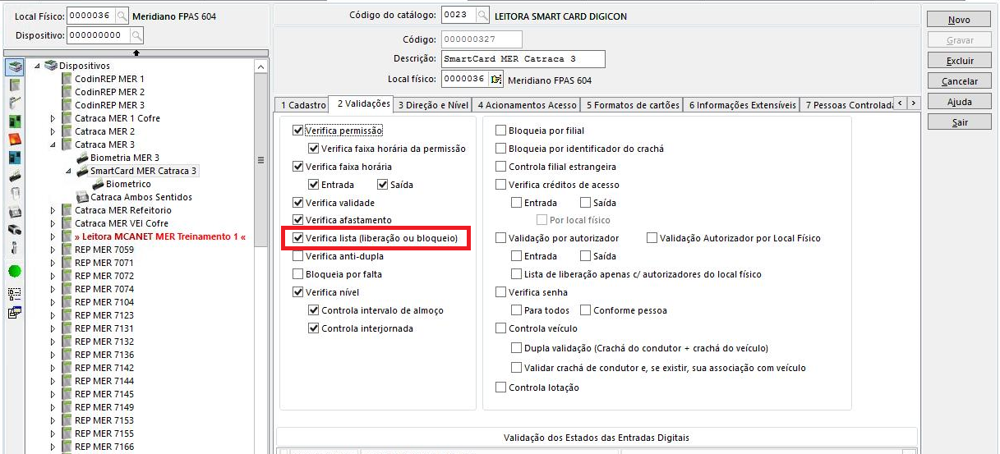 Local Físico: 0000036 Meridiano FPAS 604
Dispositivo: 000000000
Dispositivos
CodinREP MER 1
CodinREP MER 2
CodinREP MER 3
Catraca MER 1 Cofre
Catraca MER 2
Catraca MER 3
Biometria MER 3
SmartCard MER Catraca 3
Biometrico
Catraca Ambos Sentidos
Catraca MER Refeitorio
Catraca MER VEI Cofre
» Leitora MCANET MER Treinamento 1 «
REP MER 7059
REP MER 7071
REP MER 7072
REP MER 7074
REP MER 7104
REP MER 7123
REP MER 7131
REP MER 7132
REP MER 7136
REP MER 7142
REP MER 7144
REP MER 7145
REP MER 7149
REP MER 7153
REP MER 7155
REP MER 7166
Código do catálogo: 0023 LEITORA SMART CARD DIGICON
Código: 000000327
Descrição: SmartCard MER Catraca 3
Local físico: 0000036 Meridiano FPAS 604
1 Cadastro 2 Validações 3 Direção e Nível 4 Acionamentos Acesso 5 Formatos de cartões 6 Informações Extensíveis 7 Pessoas Controlada
Verifica permissão
Verifica faixa horária da permissão
Verifica faixa horária
Entrada Saída
Verifica validade
Verifica afastamento
Verifica lista (liberação ou bloqueio)
Verifica anti-dupla
Bloqueia por falta
Verifica nível
Controla intervalo de almoço
Controla interjornada
Bloqueia por filial
Bloqueia por identificador do crachá
Controla filial estrangeira
Verifica créditos de acesso
Entrada Saída
Por local físico
Validação por autorizador Validação Autorizador por Local Físico
Entrada Saída
Lista de liberação apenas c/ autorizadores do local físico
Verifica senha
Para todos Conforme pessoa
Controla veículo
Dupla validação (Crachá do condutor + crachá do veículo)
Validar crachá de condutor e, se existir, sua associação com veículo
Controla lotação
Validação dos Estados das Entradas Digitais
Novo
Gravar
Excluir
Cancelar
Ajuda
Sair